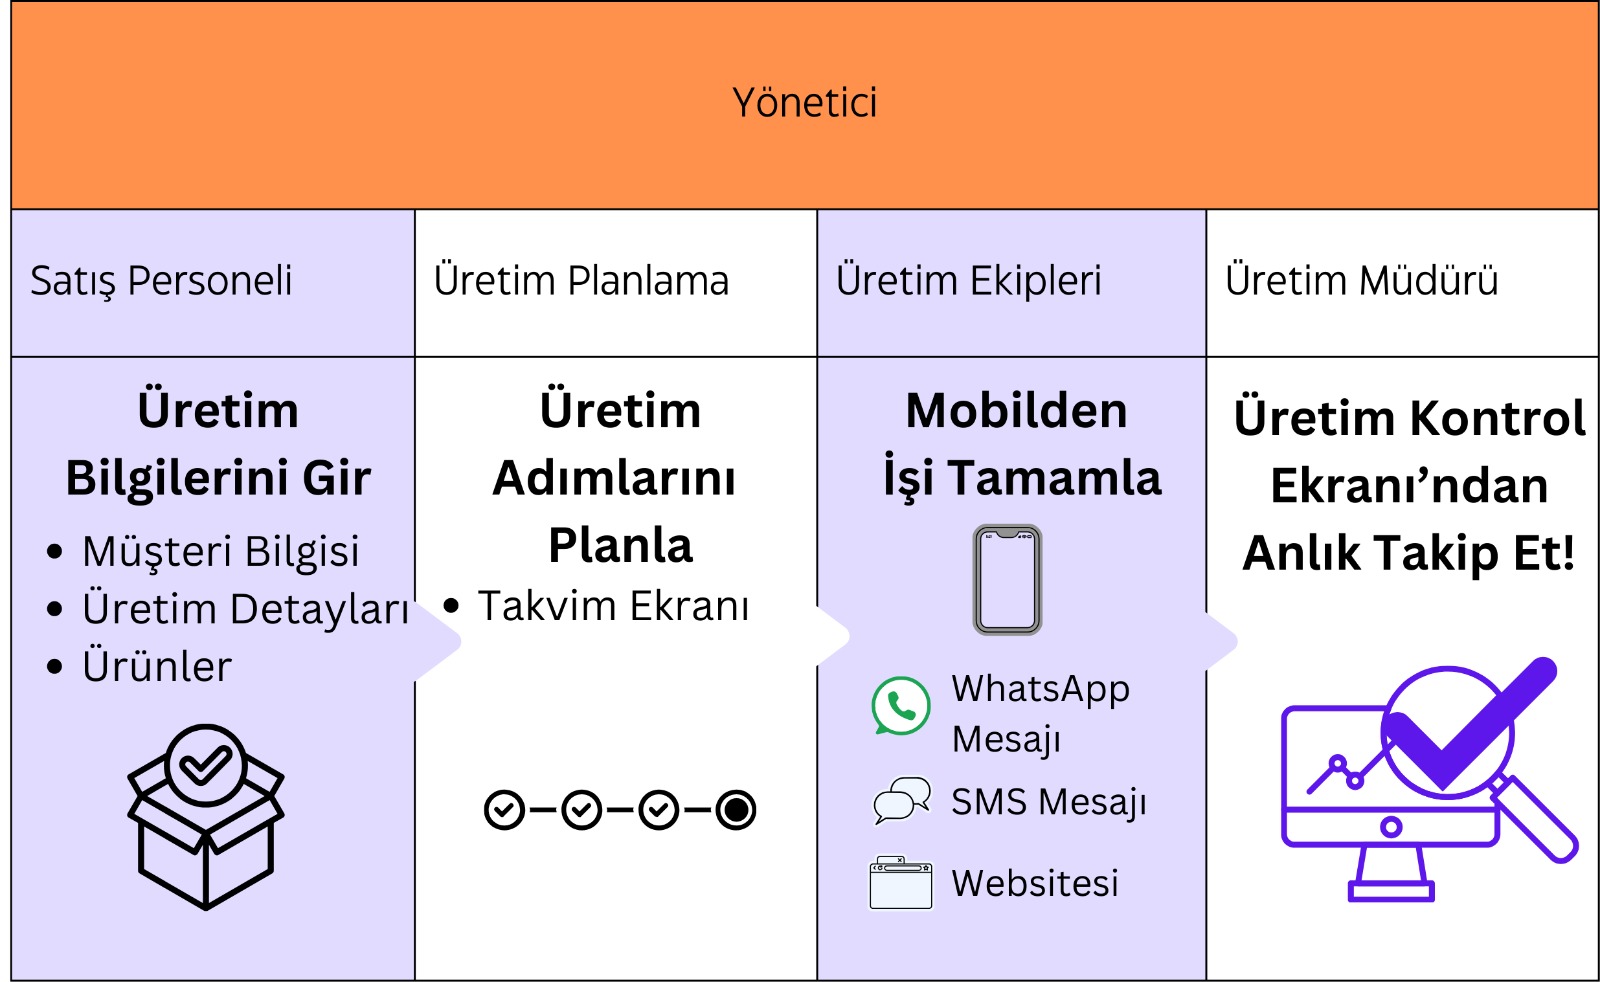 Yönetici
Satış Personeli
Üretim Planlama
Üretim Ekipleri
Üretim Müdürü
Üretim
Bilgilerini Gir
• Müşteri Bilgisi
• Üretim Detayları
• Ürünler
Üretim
Adımlarını
Planla
• Takvim Ekranı
Mobilden
İşi Tamamla
WhatsApp
Mesajı
SMS Mesajı
Websitesi
Üretim Kontrol
Ekranı’ndan
Anlık Takip Et!